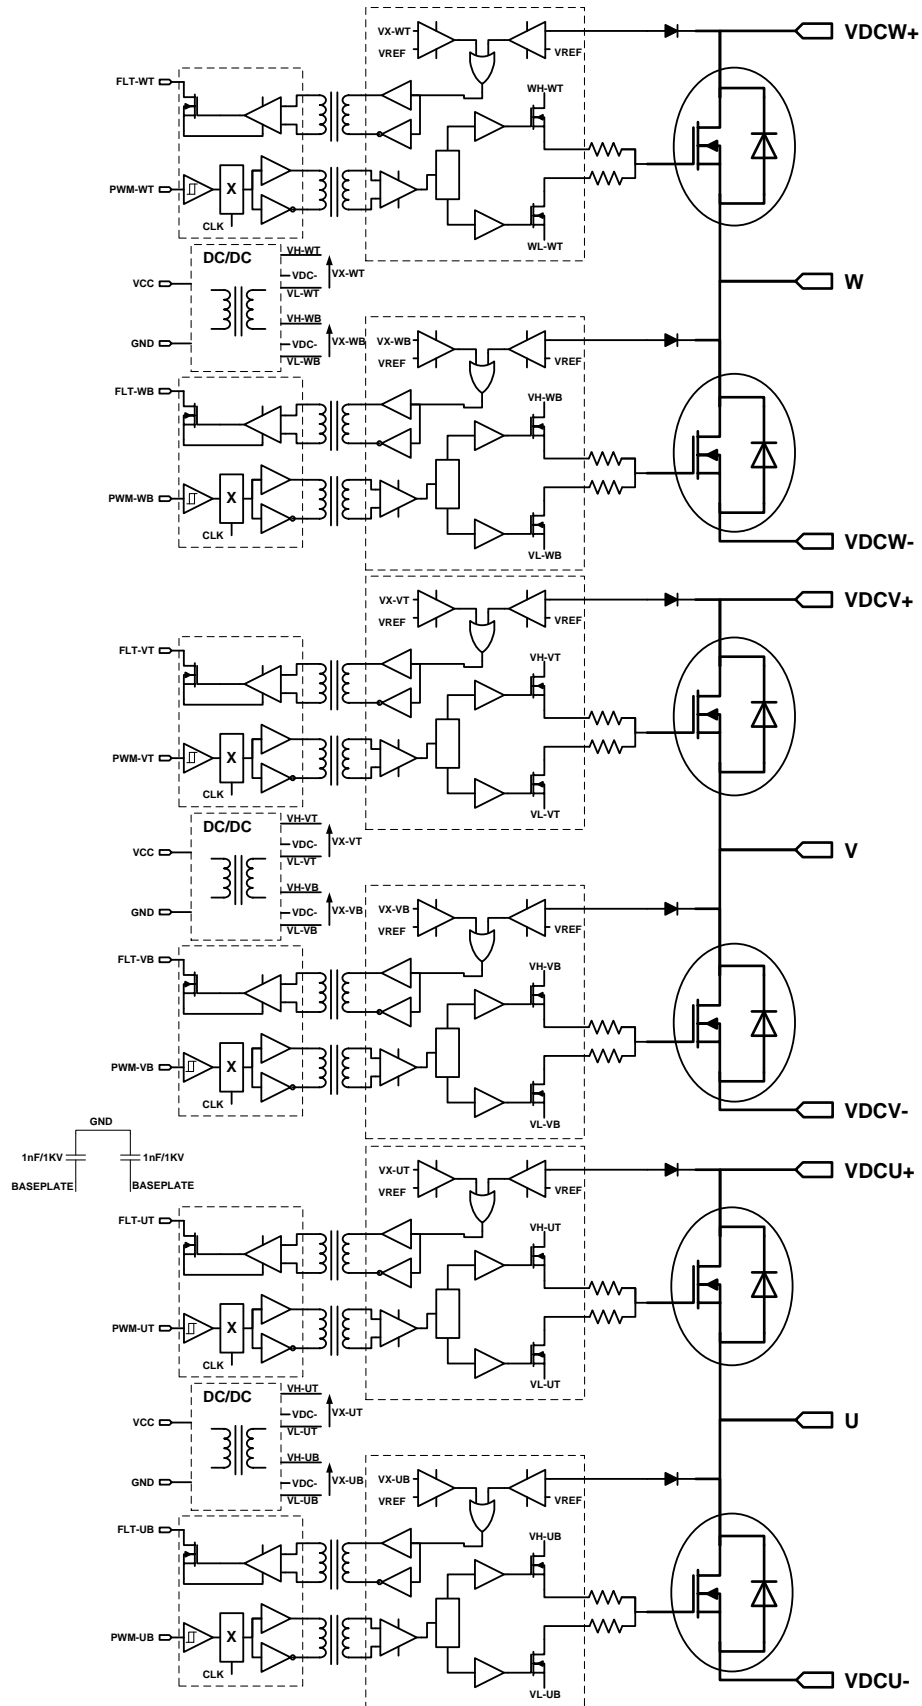 VDCW+
VX-WT
VREF
VREF
FLT-WT
WH-WT
PWM-WT
X
CLK
WL-WT
DC/DC
VH-WT
VDC-
VX-WT
VL-WT
VCC
W
VH-WB
VDC-
VX-WB
VL-WB
GND
VX-WB
VREF
VREF
FLT-WB
VH-WB
PWM-WB
X
CLK
VL-WB
VDCW-
VX-VT
VREF
VREF
VDCV+
FLT-VT
VH-VT
PWM-VT
X
CLK
VL-VT
DC/DC
VH-VT
VDC-
VX-VT
VL-VT
VCC
V
VH-VB
VDC-
VX-VB
VL-VB
GND
VX-VB
VREF
VREF
FLT-VB
VH-VB
PWM-VB
X
CLK
VL-VB
VDCV-
GND
1nF/1KV
1nF/1KV
BASEPLATE
BASEPLATE
VX-UT
VREF
VREF
VDCU+
FLT-UT
VH-UT
PWM-UT
X
CLK
VL-UT
DC/DC
VH-UT
VDC-
VX-UT
VL-UT
VCC
U
VH-UB
VDC-
VX-UB
VL-UB
GND
VX-UB
VREF
VREF
FLT-UB
VH-UB
PWM-UB
X
CLK
VL-UB
VDCU-